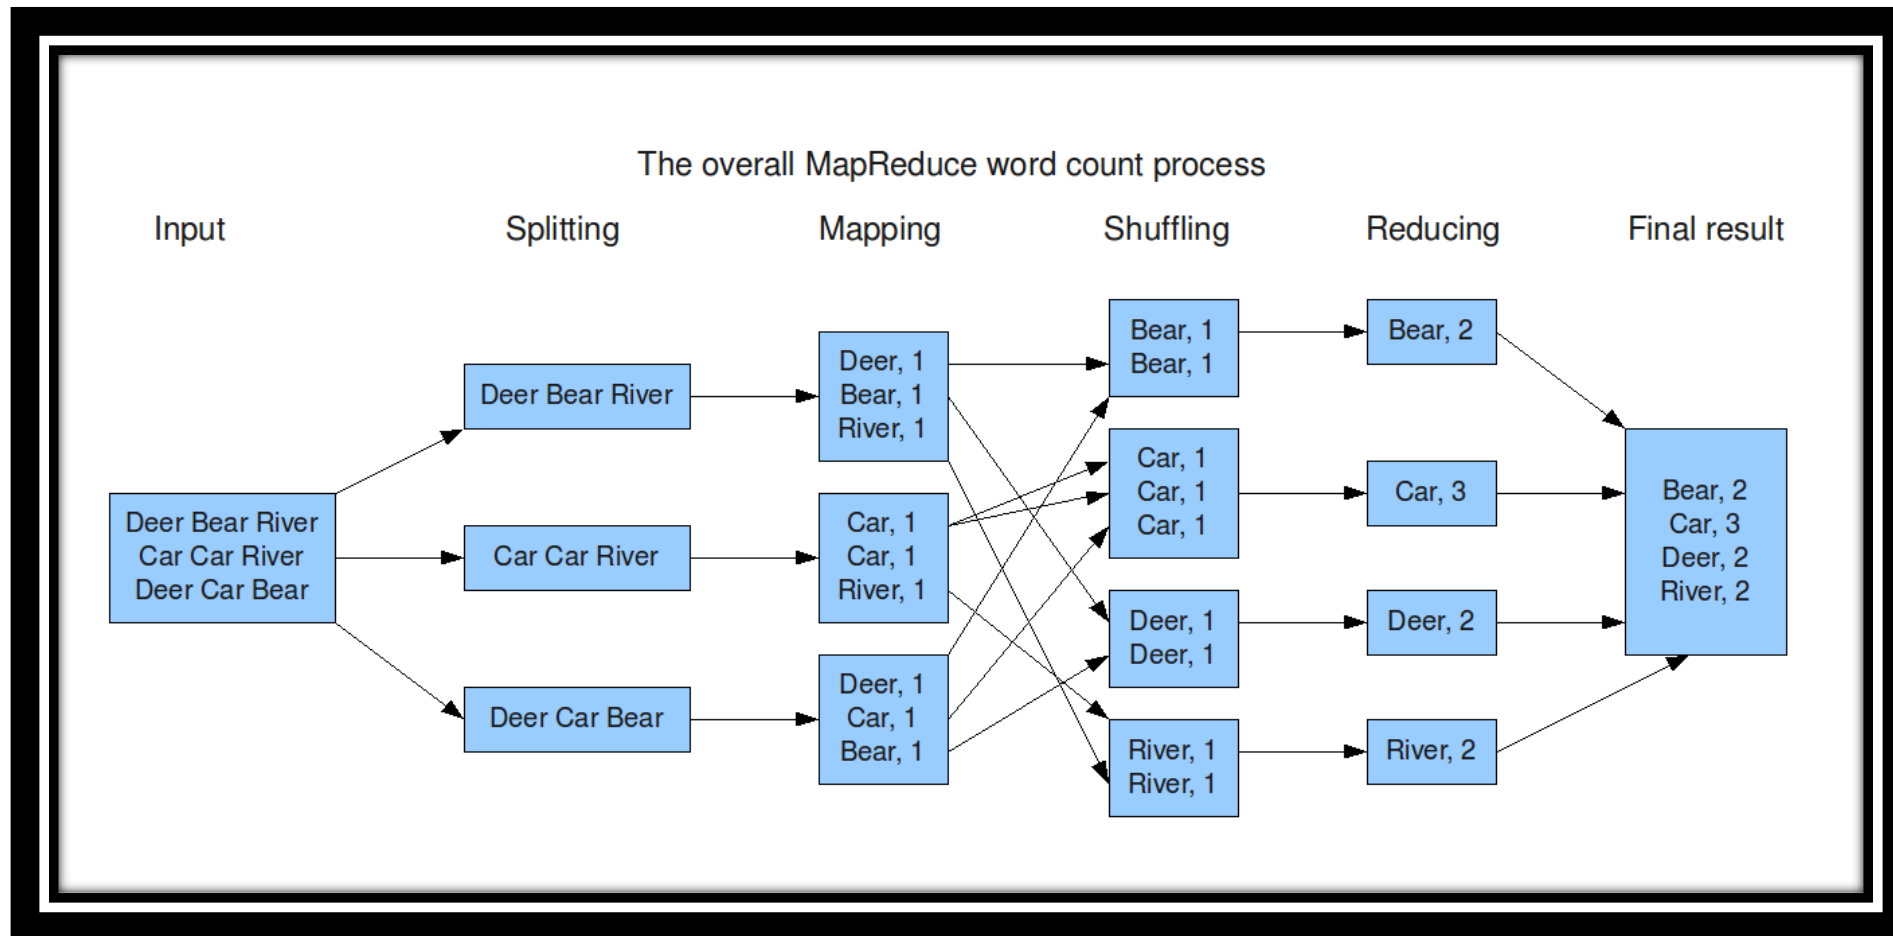 The overall MapReduce word count process
Input
Splitting
Mapping
Shuffling
Reducing
Final result
Deer Bear River
Car Car River
Deer Car Bear
Deer Bear River
Car Car River
Deer Car Bear
Deer, 1
Bear, 1
River, 1
Car, 1
Car, 1
River, 1
Deer, 1
Car, 1
Bear, 1
Bear, 1
Bear, 1
Car, 1
Car, 1
Car, 1
Deer, 1
Deer, 1
River, 1
River, 1
Bear, 2
Car, 3
Deer, 2
River, 2
Bear, 2
Car, 3
Deer, 2
River, 2